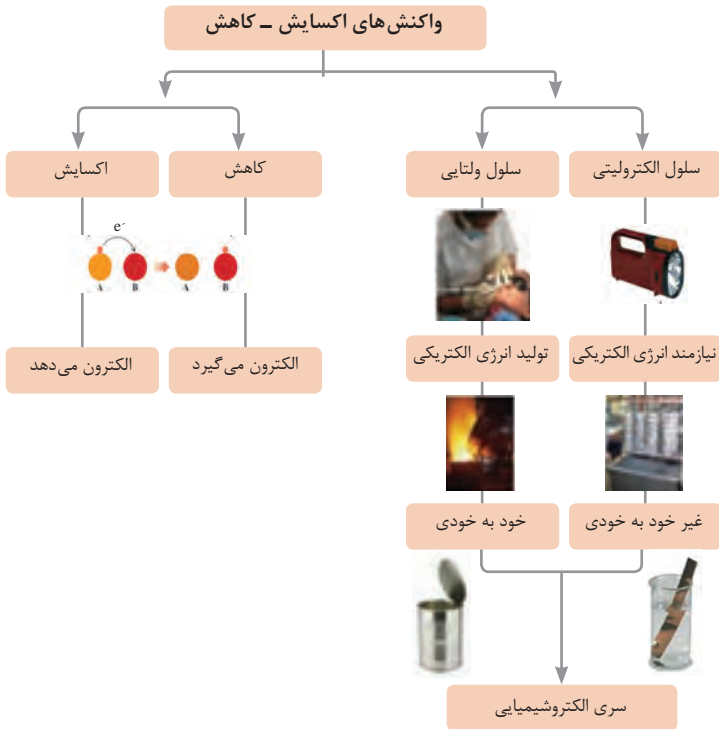 واکنش‌های اکسایش ــ کاهش
سلول الکترولیتی
سلول ولتایی
کاهش
اکسایش
e-
A B A B
نیازمند انرژی الکتریکی
تولید انرژی الکتریکی
الکترون می‌گیرد
الکترون می‌دهد
غیر خود به خودی
خود به خودی
سری الکتروشیمیایی